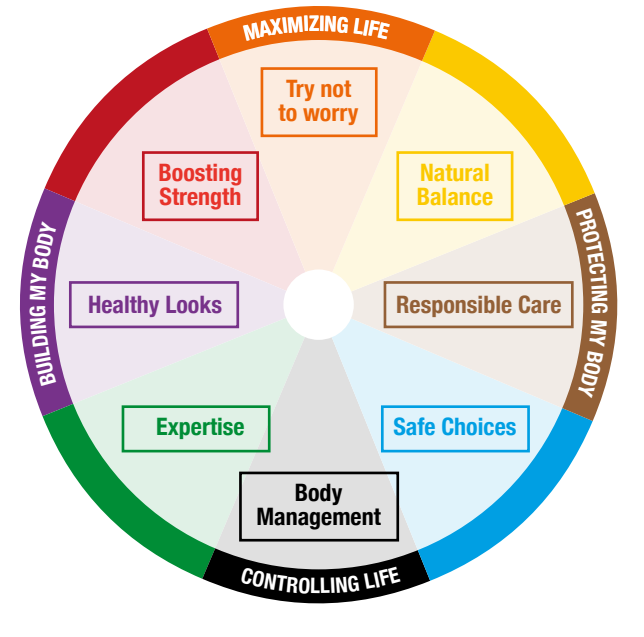 MAXIMIZING LIFE
Try not
to worry
Boosting
Strength
Natural
Balance
BUILDING MY BODY
Healthy Looks
Responsible Care
PROTECTING MY BODY
Expertise
Safe Choices
Body
Management
CONTROLLING LIFE